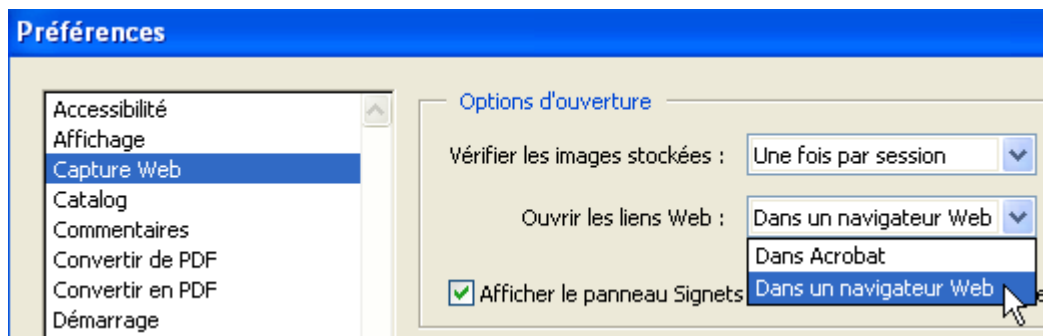 Préférences
Accessibilité
Affichage
Capture Web
Catalog
Commentaires
Convertir de PDF
Convertir en PDF
Démarrage
Options d'ouverture
Vérifier les images stockées : Une fois par session
Ouvrir les liens Web : Dans un navigateur Web
Dans Acrobat
Dans un navigateur Web
Afficher le panneau Signets